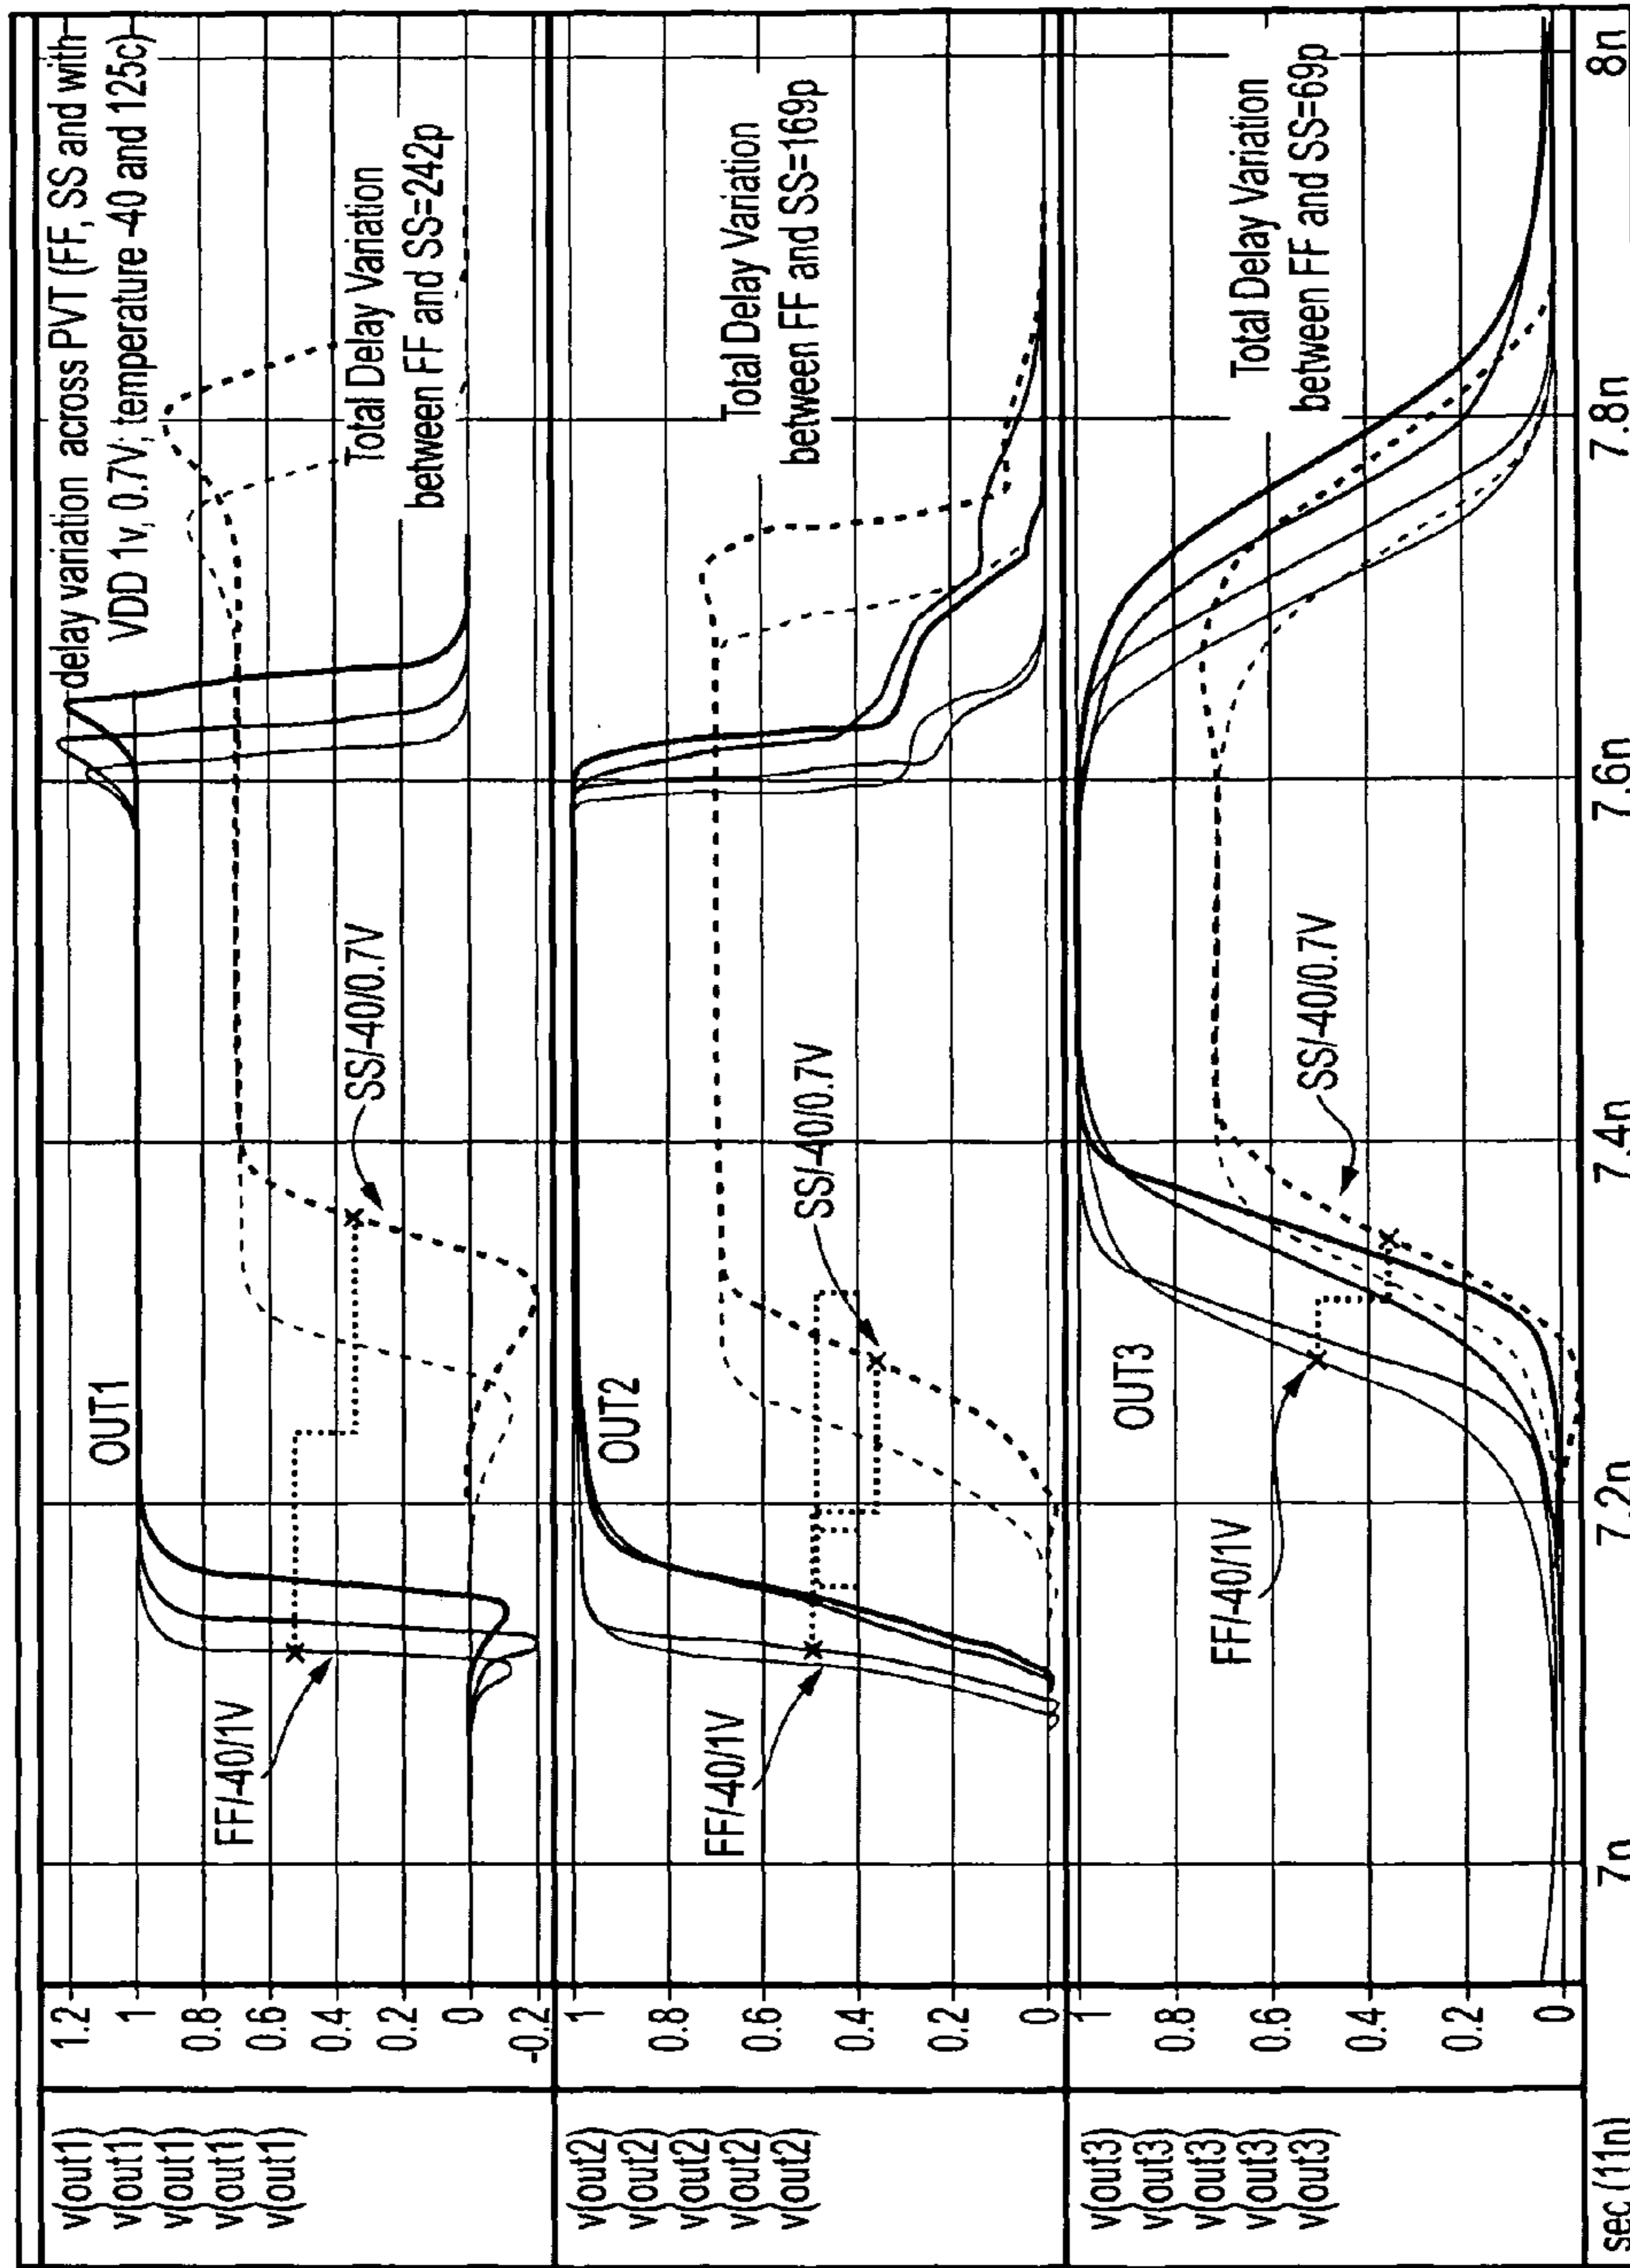 v(out1)
v(out1)
v(out1)
v(out1)
v(out1)
1.2
1
0.8
0.6
0.4
0.2
0
-0.2
OUT1
FF/-40/1V
SS/-40/0.7V
delay variation across PVT (FF, SS and with
VDD 1v, 0.7V; temperature -40 and 125c)
Total Delay Variation
between FF and SS=242p
v(out2)
v(out2)
v(out2)
v(out2)
v(out2)
1
0.8
0.6
0.4
0.2
0
OUT2
FF/-40/1V
SS/-40/0.7V
Total Delay Variation
between FF and SS=169p
v(out3)
v(out3)
v(out3)
v(out3)
v(out3)
1
0.8
0.6
0.4
0.2
0
OUT3
FF/-40/1V
SS/-40/0.7V
Total Delay Variation
between FF and SS=69p
sec (11n)
7n
7.2n
7.4n
7.6n
7.8n
8n